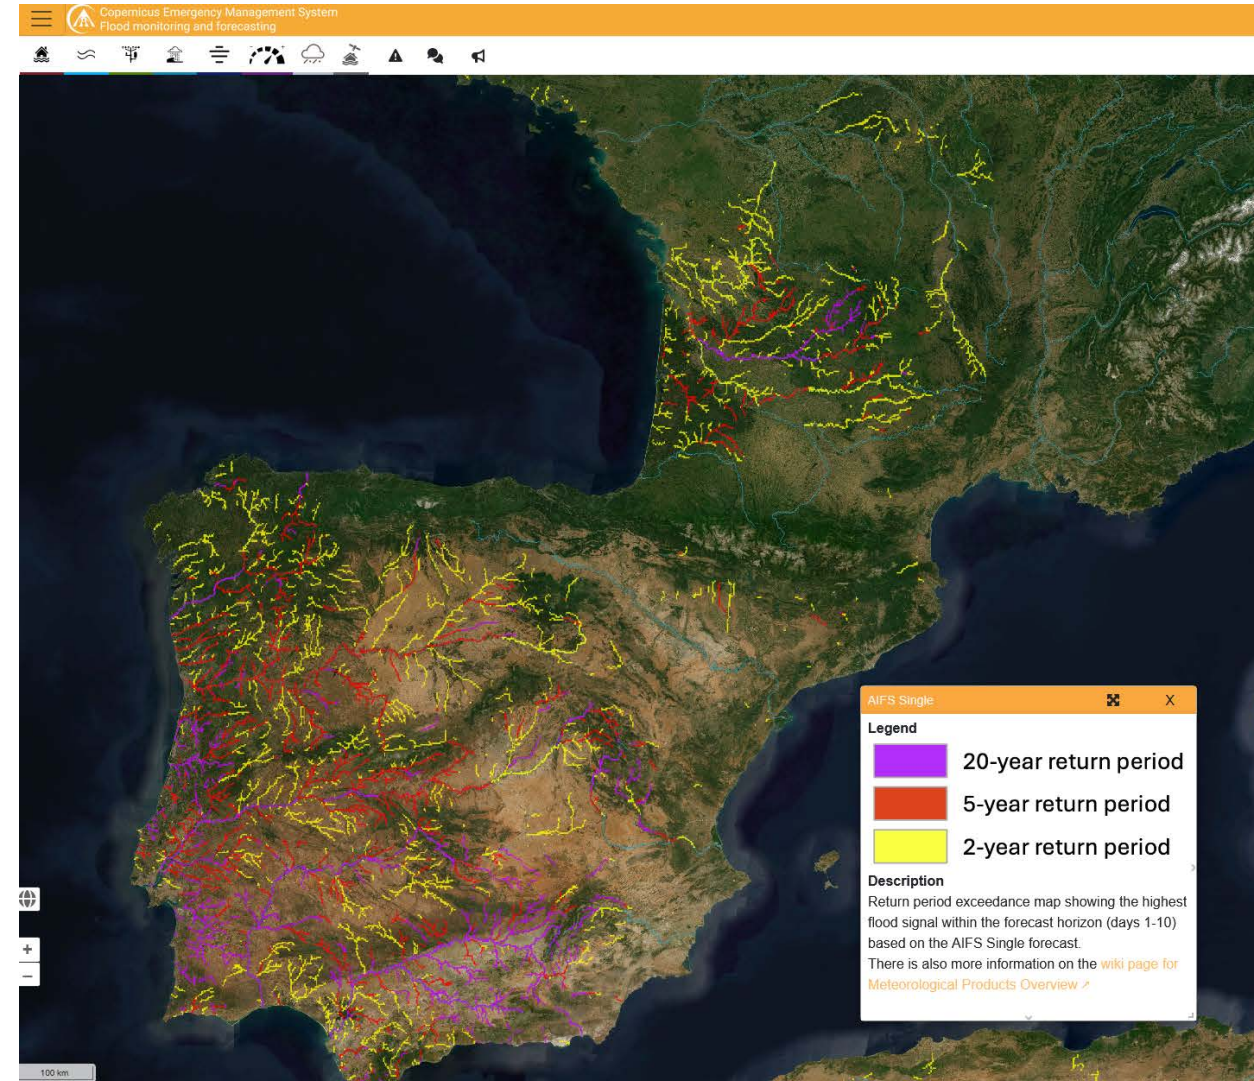 Copernicus Emergency Management System
Flood monitoring and forecasting
AIFS Single
X
Legend
20-year return period
5-year return period
2-year return period
Description
Return period exceedance map showing the highest
flood signal within the forecast horizon (days 1-10)
based on the AIFS Single forecast.
There is also more information on the wiki page for
Meteorological Products Overview ↗
+
−
100 km